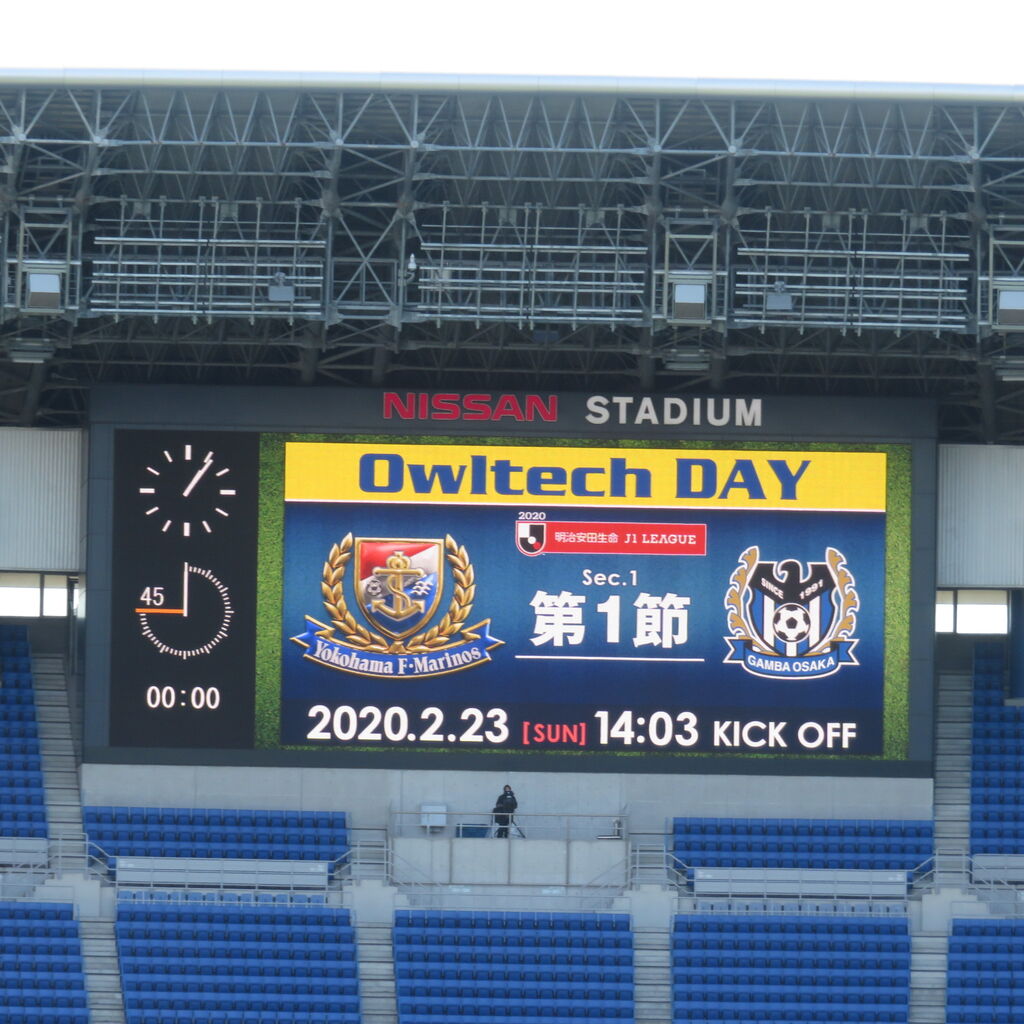 NISSAN STADIUM
Owltech DAY
2020
明治安田生命 J1 LEAGUE
Sec.1
第1節
Yokohama F·Marinos
SINCE 1991
GAMBA OSAKA
45
00:00
2020.2.23 [SUN] 14:03 KICK OFF